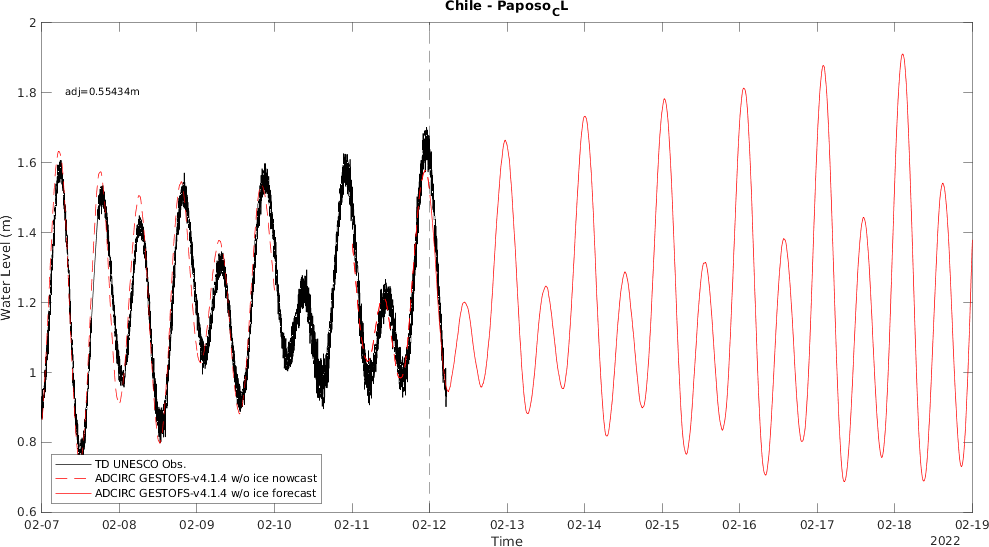 Chile - Paposo_CL
2
1.8
1.6
1.4
1.2
1
0.8
0.6
Water Level (m)
adj=0.55434m
TD UNESCO Obs.
ADCIRC GESTOFS-v4.1.4 w/o ice nowcast
ADCIRC GESTOFS-v4.1.4 w/o ice forecast
02-07 02-08 02-09 02-10 02-11 02-12 02-13 02-14 02-15 02-16 02-17 02-18 02-19
Time
2022